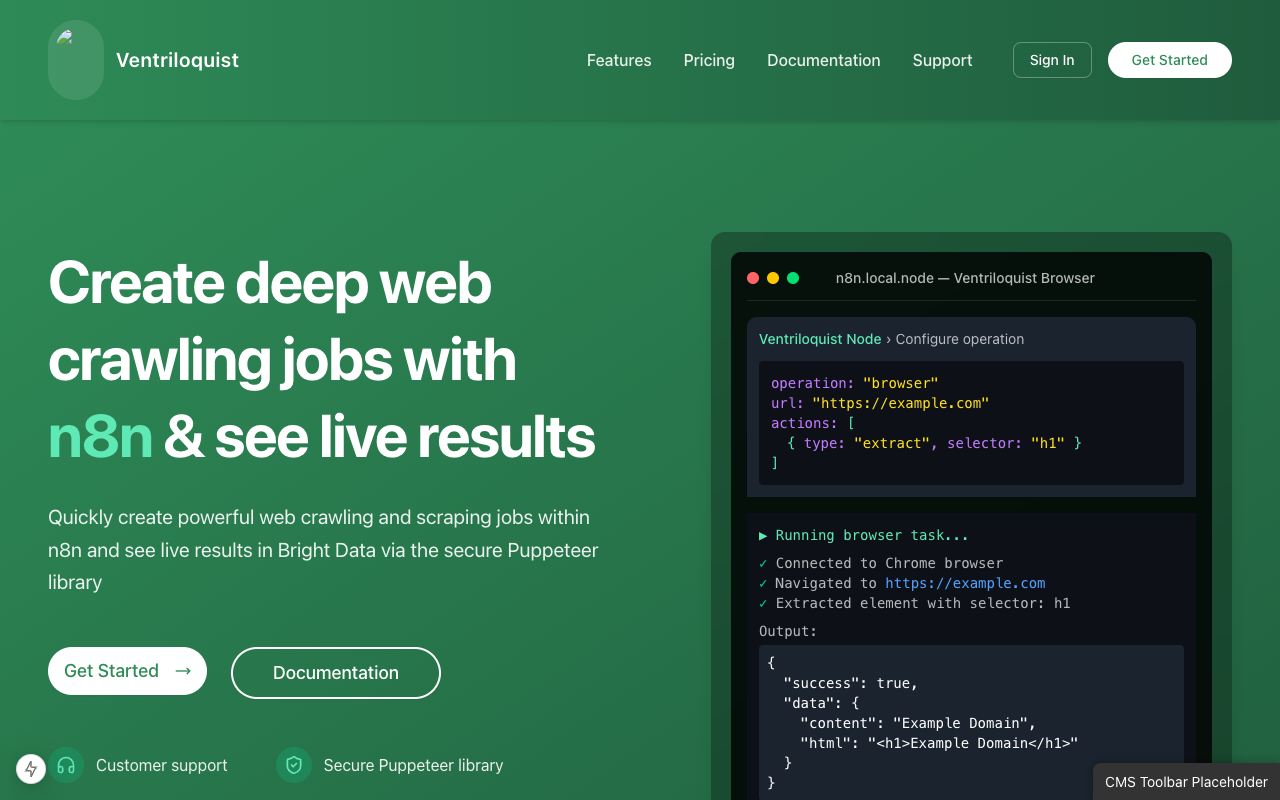 Ventriloquist
Features
Pricing
Documentation
Support
Sign In
Get Started
Create deep web
crawling jobs with
n8n & see live results
Quickly create powerful web crawling and scraping jobs within
n8n and see live results in Bright Data via the secure Puppeteer
library
Get Started →
Documentation
Customer support
Secure Puppeteer library
n8n.local.node — Ventriloquist Browser
Ventriloquist Node › Configure operation
operation: "browser"
url: "https://example.com"
actions: [
  { type: "extract", selector: "h1" }
]
▶ Running browser task...
✓ Connected to Chrome browser
✓ Navigated to https://example.com
✓ Extracted element with selector: h1
Output:
{
  "success": true,
  "data": {
    "content": "Example Domain",
    "html": "<h1>Example Domain</h1>"
  }
}
CMS Toolbar Placeholder